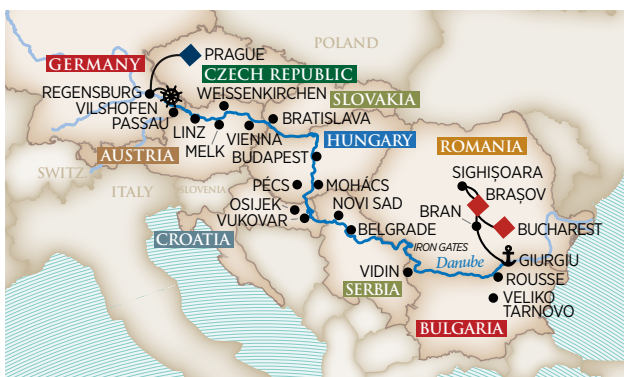 POLAND
PRAGUE
GERMANY
CZECH REPUBLIC
REGENSBURG
WEISSENKIRCHEN
VILSHOFEN
SLOVAKIA
PASSAU
BRATISLAVA
LINZ
VIENNA
MELK
HUNGARY
ROMANIA
AUSTRIA
BUDAPEST
SWITZ
SIGHIȘOARA
ITALY
SLOVENIA
PÉCS
MOHÁCS
BRAȘOV
OSIJEK
NOVI SAD
BRAN
VUKOVAR
BUCHAREST
CROATIA
BELGRADE
IRON GATES
Danube
GIURGIU
VIDIN
ROUSSE
SERBIA
VELIKO
TARNOVO
BULGARIA